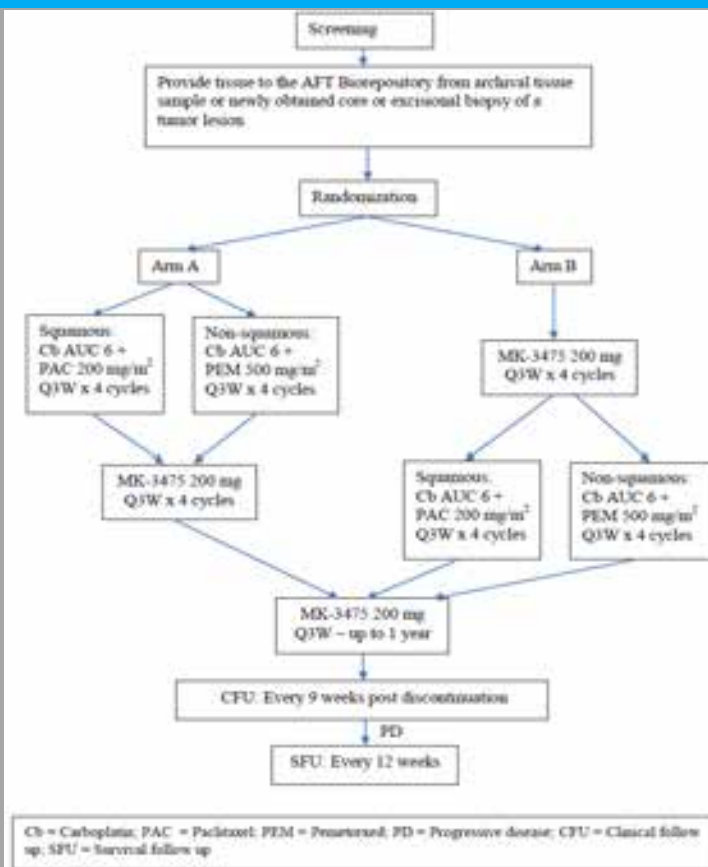 Screening
Provide tissue to the AFT Biorepository from archival tissue
sample or newly obtained core or excisional biopsy of a
tumor lesion
Randomization
Arm A
Arm B
Squamous:
Cb AUC 6 +
PAC 200 mg/m²
Q3W x 4 cycles
Non-squamous:
Cb AUC 6 +
PEM 500 mg/m²
Q3W x 4 cycles
MK-3475 200 mg
Q3W x 4 cycles
MK-3475 200 mg
Q3W x 4 cycles
Squamous:
Cb AUC 6 +
PAC 200 mg/m²
Q3W x 4 cycles
Non-squamous:
Cb AUC 6 +
PEM 500 mg/m²
Q3W x 4 cycles
MK-3475 200 mg
Q3W – up to 1 year
CFU: Every 9 weeks post discontinuation
PD
SFU: Every 12 weeks
Cb = Carboplatin; PAC = Paclitaxel; PEM = Pemetrexed; PD = Progressive disease; CFU = Clinical follow
up; SFU = Survival follow up